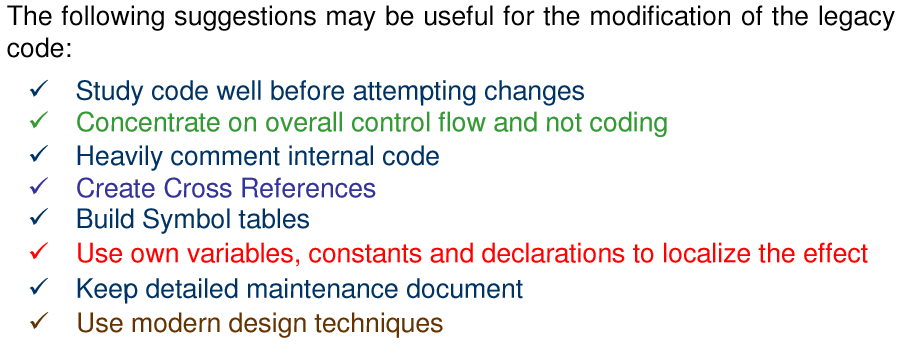 The following suggestions may be useful for the modification of the legacy
code:
✓ Study code well before attempting changes
✓ Concentrate on overall control flow and not coding
✓ Heavily comment internal code
✓ Create Cross References
✓ Build Symbol tables
✓ Use own variables, constants and declarations to localize the effect
✓ Keep detailed maintenance document
✓ Use modern design techniques